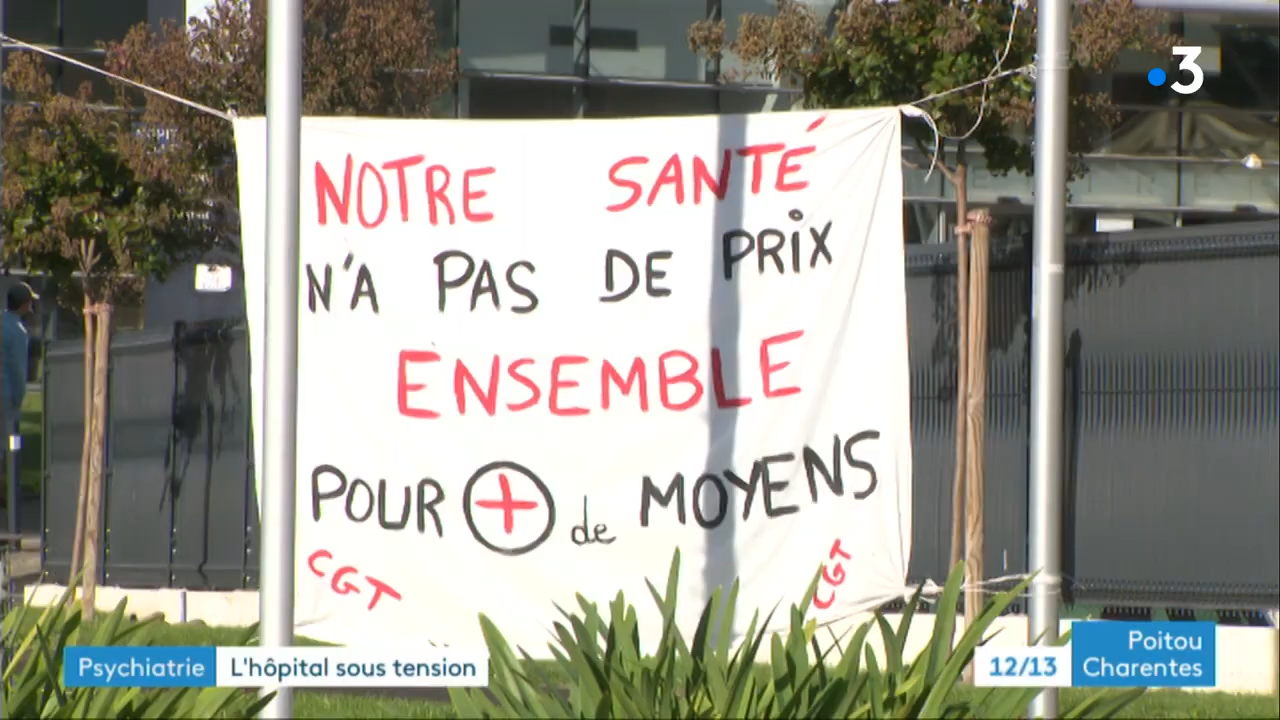 3
NOTRE SANTÉ
N'A PAS DE PRIX
ENSEMBLE
POUR + de MOYENS
CGT CGT
Psychiatrie L'hôpital sous tension
12/13 Poitou
Charentes